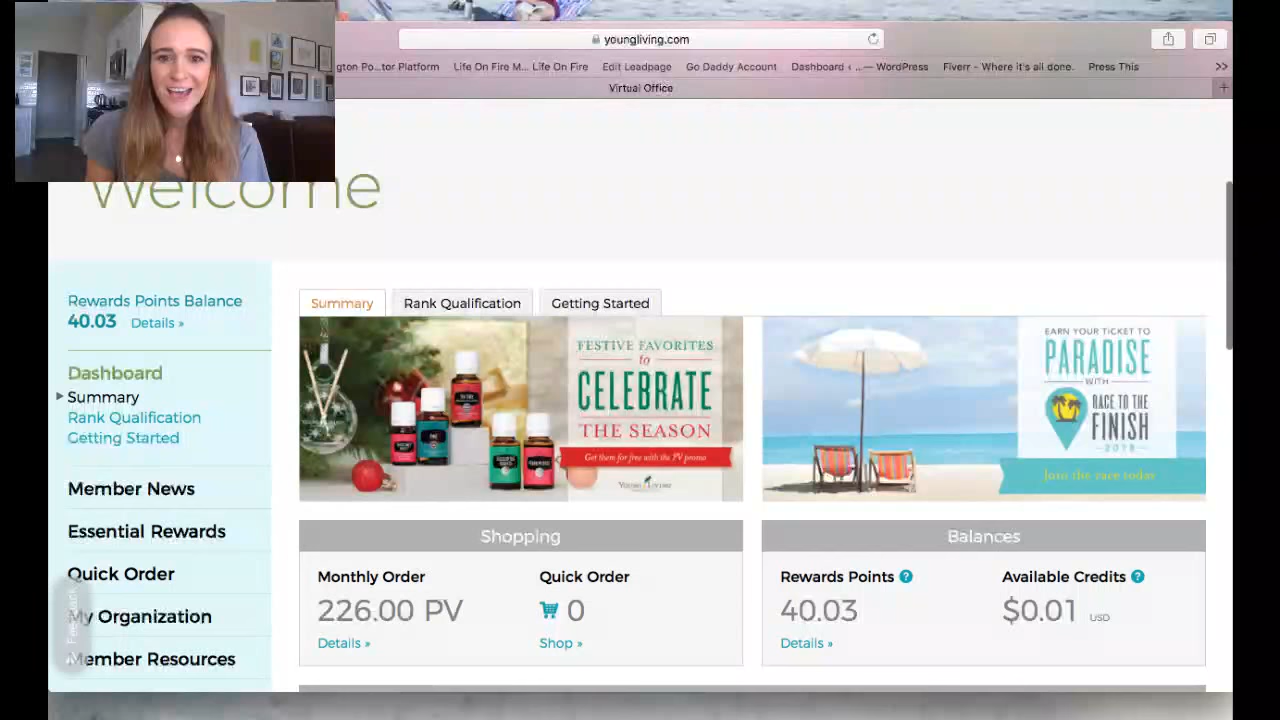 youngliving.com
gton Po...tor Platform Life On Fire M... Life On Fire Edit Leadpage Go Daddy Account Dashboard ‹ ...— WordPress Fiverr – Where it's all done. Press This >>
Virtual Office +
Welcome
Rewards Points Balance
40.03 Details »
Dashboard
Summary
Rank Qualification
Getting Started
Member News
Essential Rewards
Quick Order
My Organization
Member Resources
Feedback
Summary Rank Qualification Getting Started
FESTIVE FAVORITES
to
CELEBRATE
THE SEASON
Get them for free with the PV promo
YOUNG LIVING
EARN YOUR TICKET TO
PARADISE
WITH
RACE TO THE
FINISH
2018
Join the race today
Shopping
Monthly Order Quick Order
226.00 PV 0
Details » Shop »
Balances
Rewards Points ? Available Credits ?
40.03 $0.01 USD
Details »